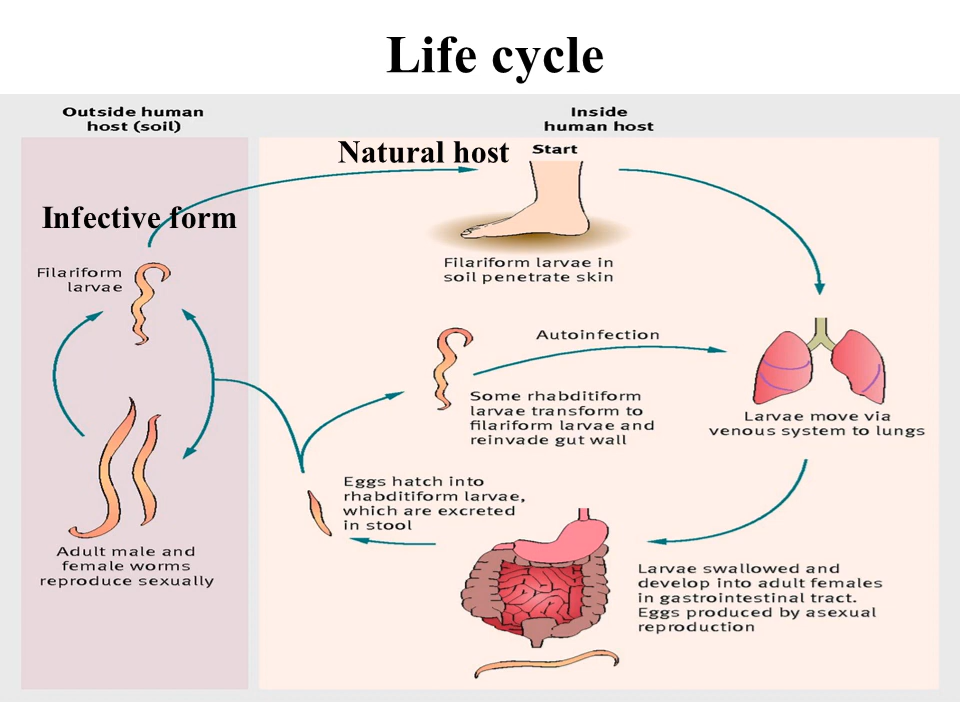 Life cycle
Outside human
host (soil)
Inside
human host
Natural host
Start
Infective form
Filariform
larvae
Filariform larvae in
soil penetrate skin
Autoinfection
Some rhabditiform
larvae transform to
filariform larvae and
reinvade gut wall
Larvae move via
venous system to lungs
Eggs hatch into
rhabditiform larvae,
which are excreted
in stool
Adult male and
female worms
reproduce sexually
Larvae swallowed and
develop into adult females
in gastrointestinal tract.
Eggs produced by asexual
reproduction